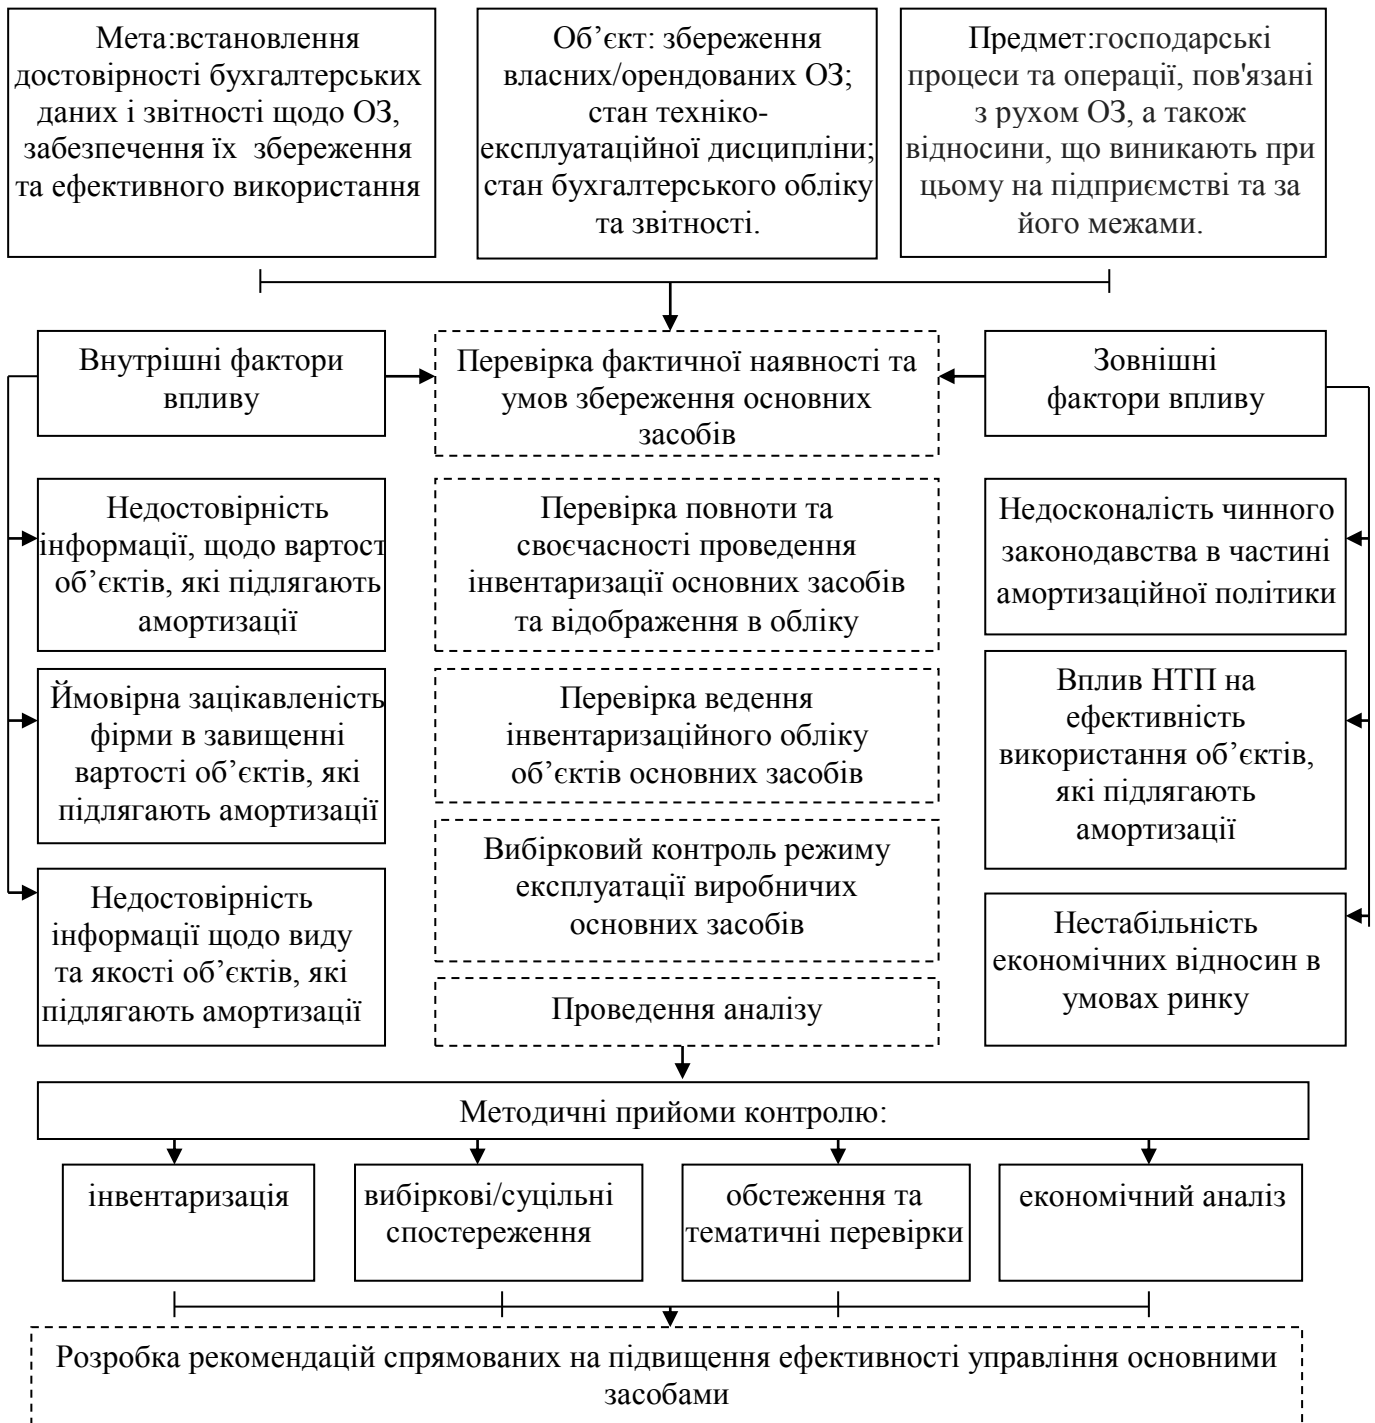 Мета:встановлення
достовірності бухгалтерських
даних і звітності щодо ОЗ,
забезпечення їх збереження
та ефективного використання
Об’єкт: збереження
власних/орендованих ОЗ;
стан техніко-
експлуатаційної дисципліни;
стан бухгалтерського обліку
та звітності.
Предмет:господарські
процеси та операції, пов'язані
з рухом ОЗ, а також
відносини, що виникають при
цьому на підприємстві та за
його межами.
Внутрішні фактори
впливу
Перевірка фактичної наявності та
умов збереження основних
засобів
Зовнішні
фактори впливу
Недостовірність
інформації, щодо вартост
об’єктів, які підлягають
амортизації
Ймовірна зацікавленість
фірми в завищенні
вартості об’єктів, які
підлягають амортизації
Недостовірність
інформації щодо виду
та якості об’єктів, які
підлягають амортизації
Перевірка повноти та
своєчасності проведення
інвентаризації основних засобів
та відображення в обліку
Перевірка ведення
інвентаризаційного обліку
об’єктів основних засобів
Вибірковий контроль режиму
експлуатації виробничих
основних засобів
Проведення аналізу
Недосконалість чинного
законодавства в частині
амортизаційної політики
Вплив НТП на
ефективність
використання об’єктів,
які підлягають
амортизації
Нестабільність
економічних відносин в
умовах ринку
Методичні прийоми контролю:
інвентаризація
вибіркові/суцільні
спостереження
обстеження та
тематичні перевірки
економічний аналіз
Розробка рекомендацій спрямованих на підвищення ефективності управління основними
засобами